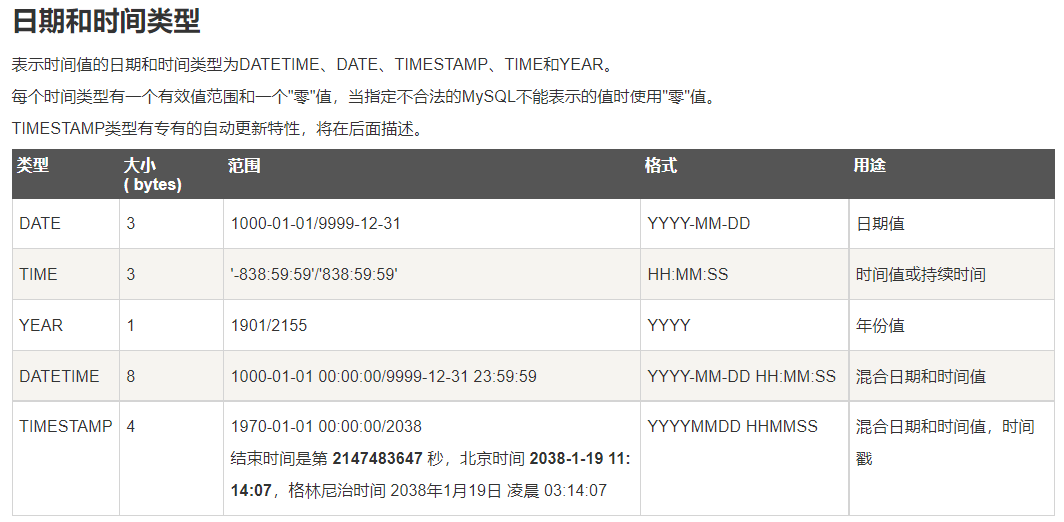 日期和时间类型
表示时间值的日期和时间类型为DATETIME、DATE、TIMESTAMP、TIME和YEAR。
每个时间类型有一个有效值范围和一个"零"值，当指定不合法的MySQL不能表示的值时使用"零"值。
TIMESTAMP类型有专有的自动更新特性，将在后面描述。
类型 大小 范围 格式 用途
( bytes)
DATE 3 1000-01-01/9999-12-31 YYYY-MM-DD 日期值
TIME 3 '-838:59:59'/'838:59:59' HH:MM:SS 时间值或持续时间
YEAR 1 1901/2155 YYYY 年份值
DATETIME 8 1000-01-01 00:00:00/9999-12-31 23:59:59 YYYY-MM-DD HH:MM:SS 混合日期和时间值
TIMESTAMP 4 1970-01-01 00:00:00/2038 YYYYMMDD HHMMSS 混合日期和时间值，时间
结束时间是第 2147483647 秒，北京时间 2038-1-19 11: 戳
14:07，格林尼治时间 2038年1月19日 凌晨 03:14:07